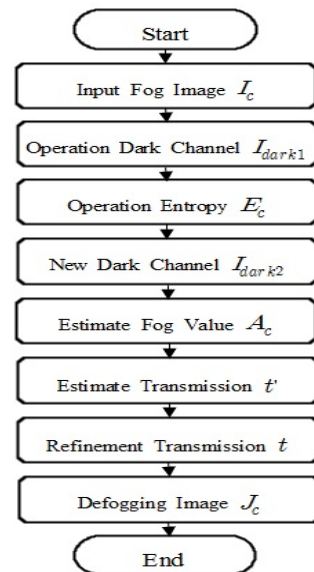 Start
Input Fog Image I_c
Operation Dark Channel I_dark1
Operation Entropy E_c
New Dark Channel I_dark2
Estimate Fog Value A_c
Estimate Transmission t'
Refinement Transmission t
Defogging Image J_c
End